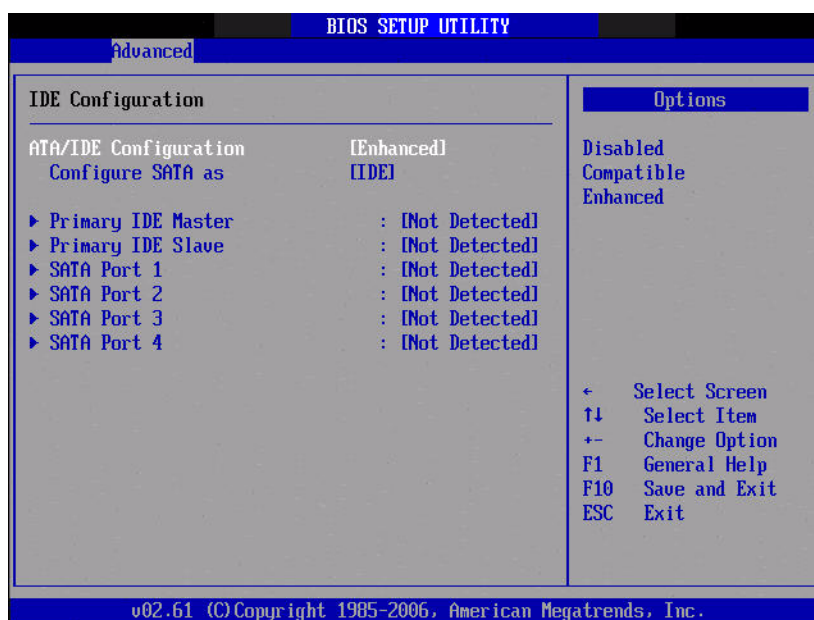 BIOS SETUP UTILITY
Advanced
IDE Configuration
ATA/IDE Configuration [Enhanced]
Configure SATA as [IDE]
▶ Primary IDE Master : [Not Detected]
▶ Primary IDE Slave : [Not Detected]
▶ SATA Port 1 : [Not Detected]
▶ SATA Port 2 : [Not Detected]
▶ SATA Port 3 : [Not Detected]
▶ SATA Port 4 : [Not Detected]
Options
Disabled
Compatible
Enhanced
← Select Screen
↑↓ Select Item
+- Change Option
F1 General Help
F10 Save and Exit
ESC Exit
v02.61 (C)Copyright 1985-2006, American Megatrends, Inc.